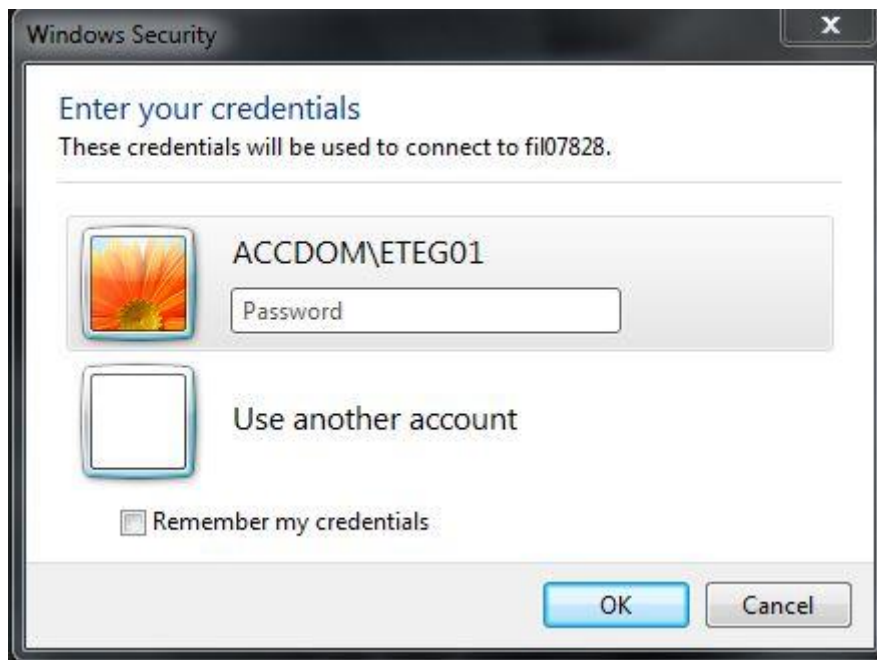 Windows Security
Enter your credentials
These credentials will be used to connect to fil07828.
ACCDOM\ETEG01
Password
Use another account
Remember my credentials
OK
Cancel